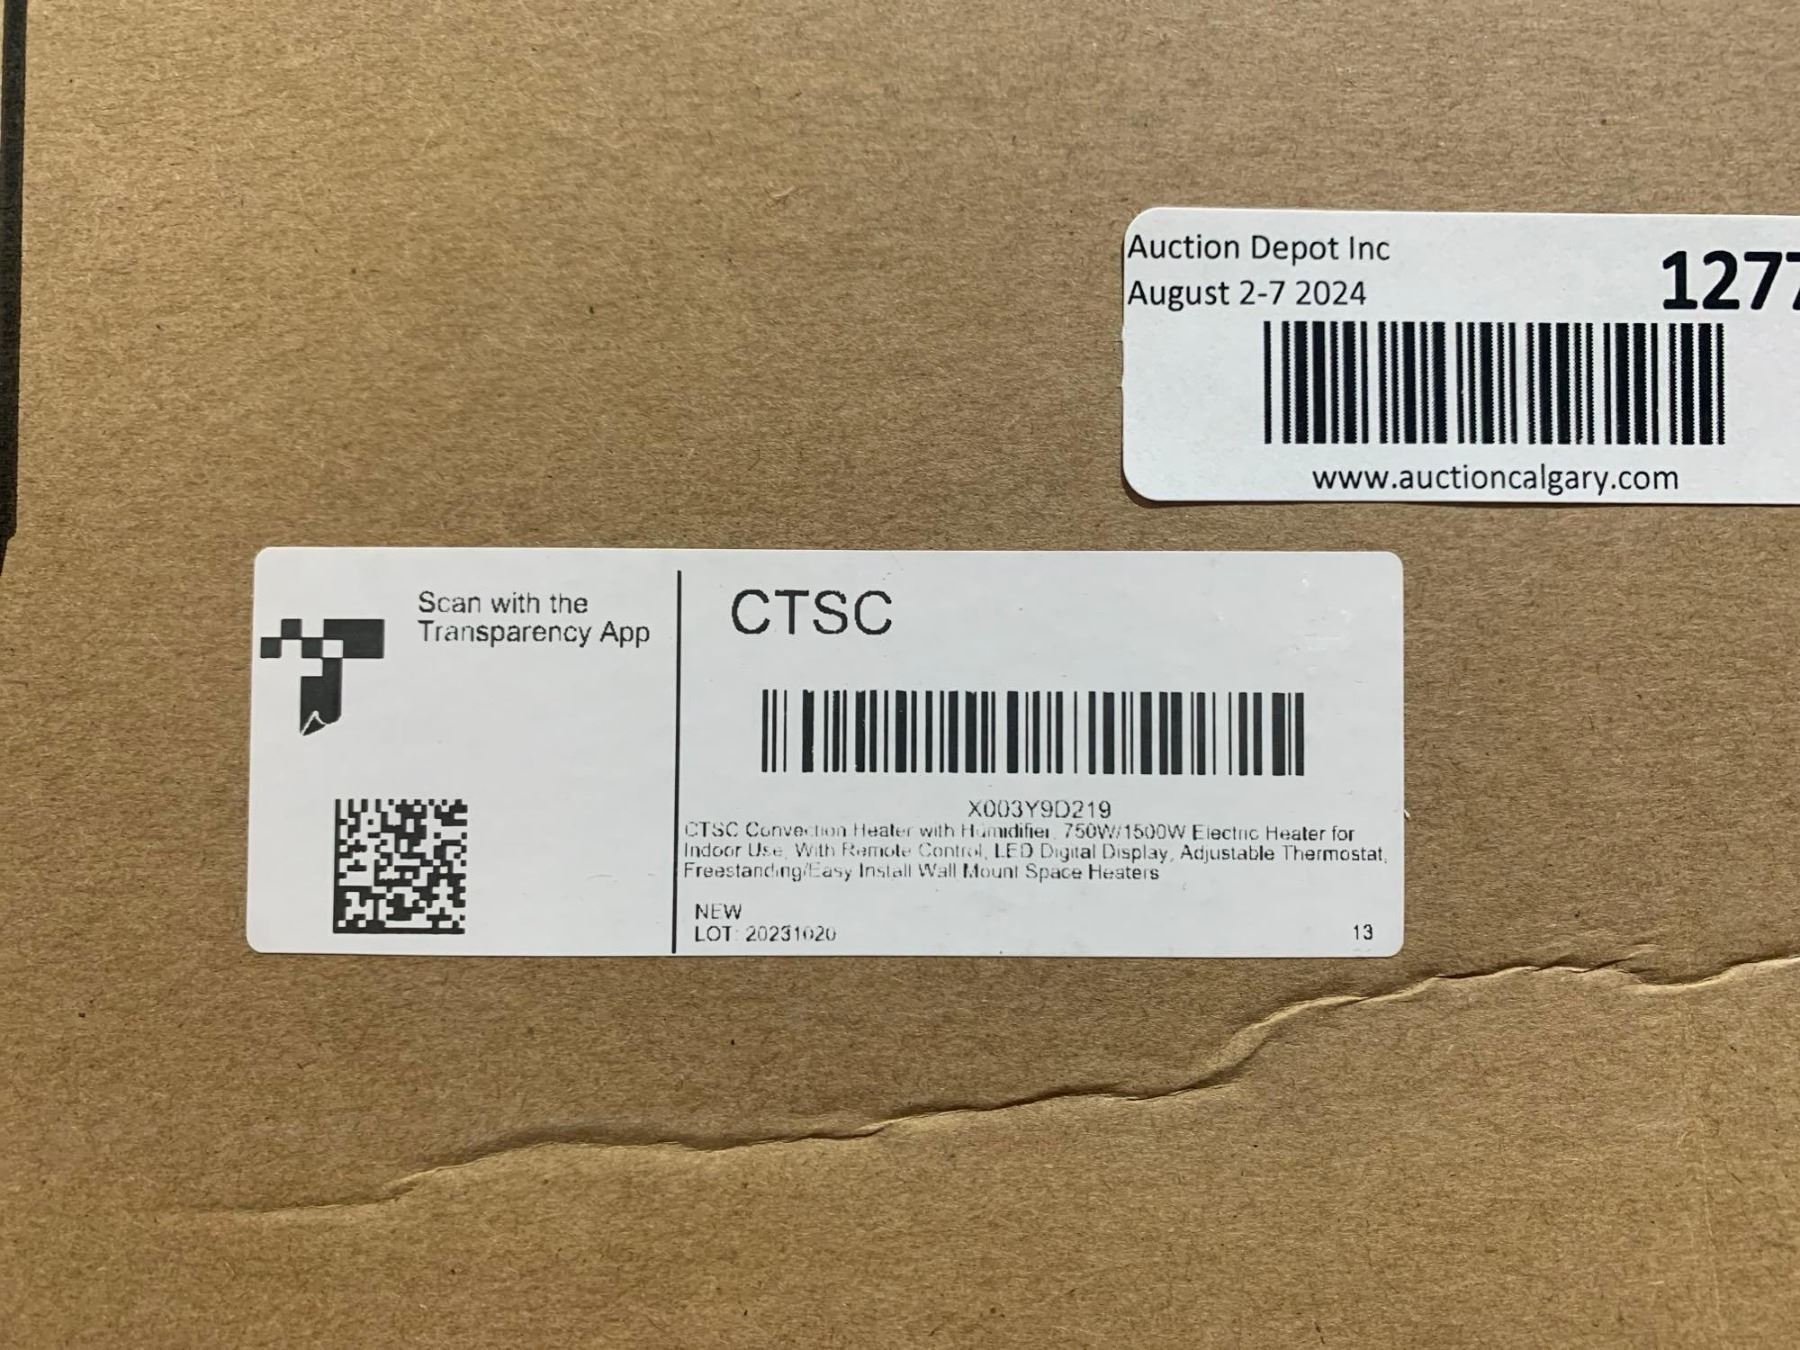 Auction Depot Inc
August 2-7 2024
1277
www.auctioncalgary.com
Scan with the
Transparency App
CTSC
X003Y9D219
CTSC Convection Heater with Humidifier, 750W/1500W Electric Heater for
Indoor Use, With Remote Control, LED Digital Display, Adjustable Thermostat,
Freestanding/Easy Install Wall Mount Space Heaters
NEW
LOT: 20231020
13